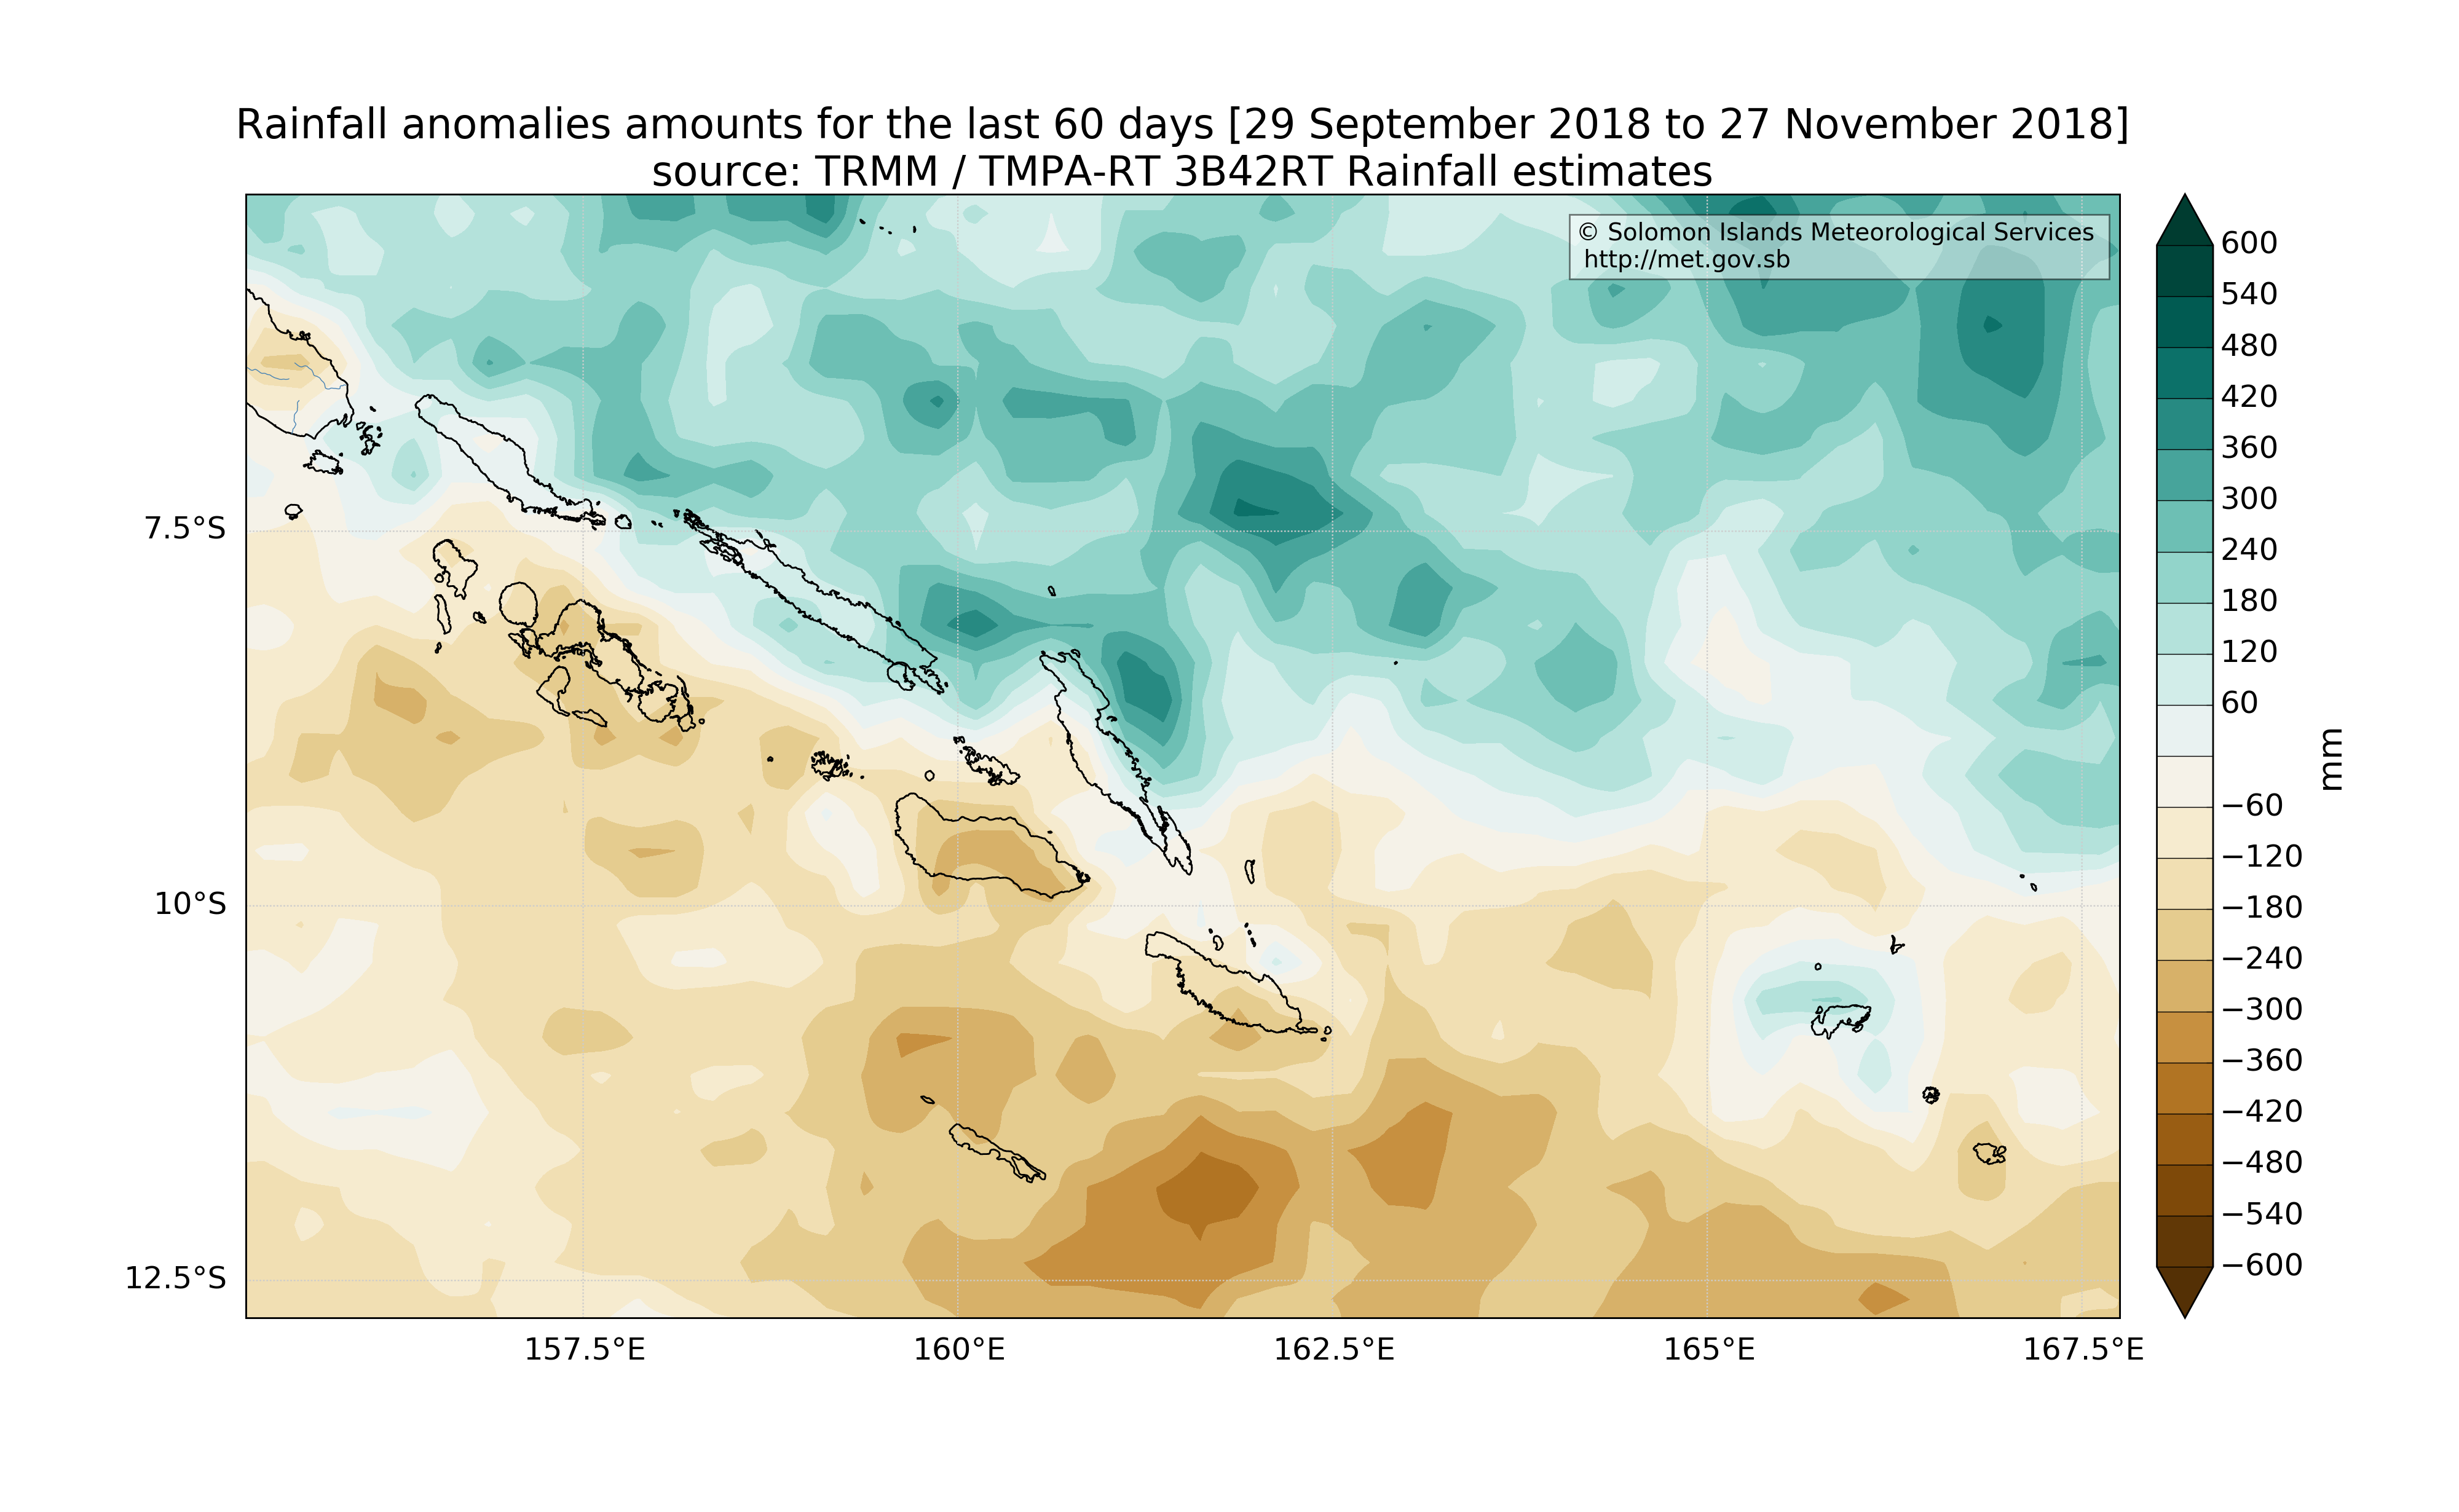 Rainfall anomalies amounts for the last 60 days [29 September 2018 to 27 November 2018]
source: TRMM / TMPA-RT 3B42RT Rainfall estimates
© Solomon Islands Meteorological Services
http://met.gov.sb
7.5°S
10°S
12.5°S
157.5°E
160°E
162.5°E
165°E
167.5°E
600
540
480
420
360
300
240
180
120
60
−60
−120
−180
−240
−300
−360
−420
−480
−540
−600
mm